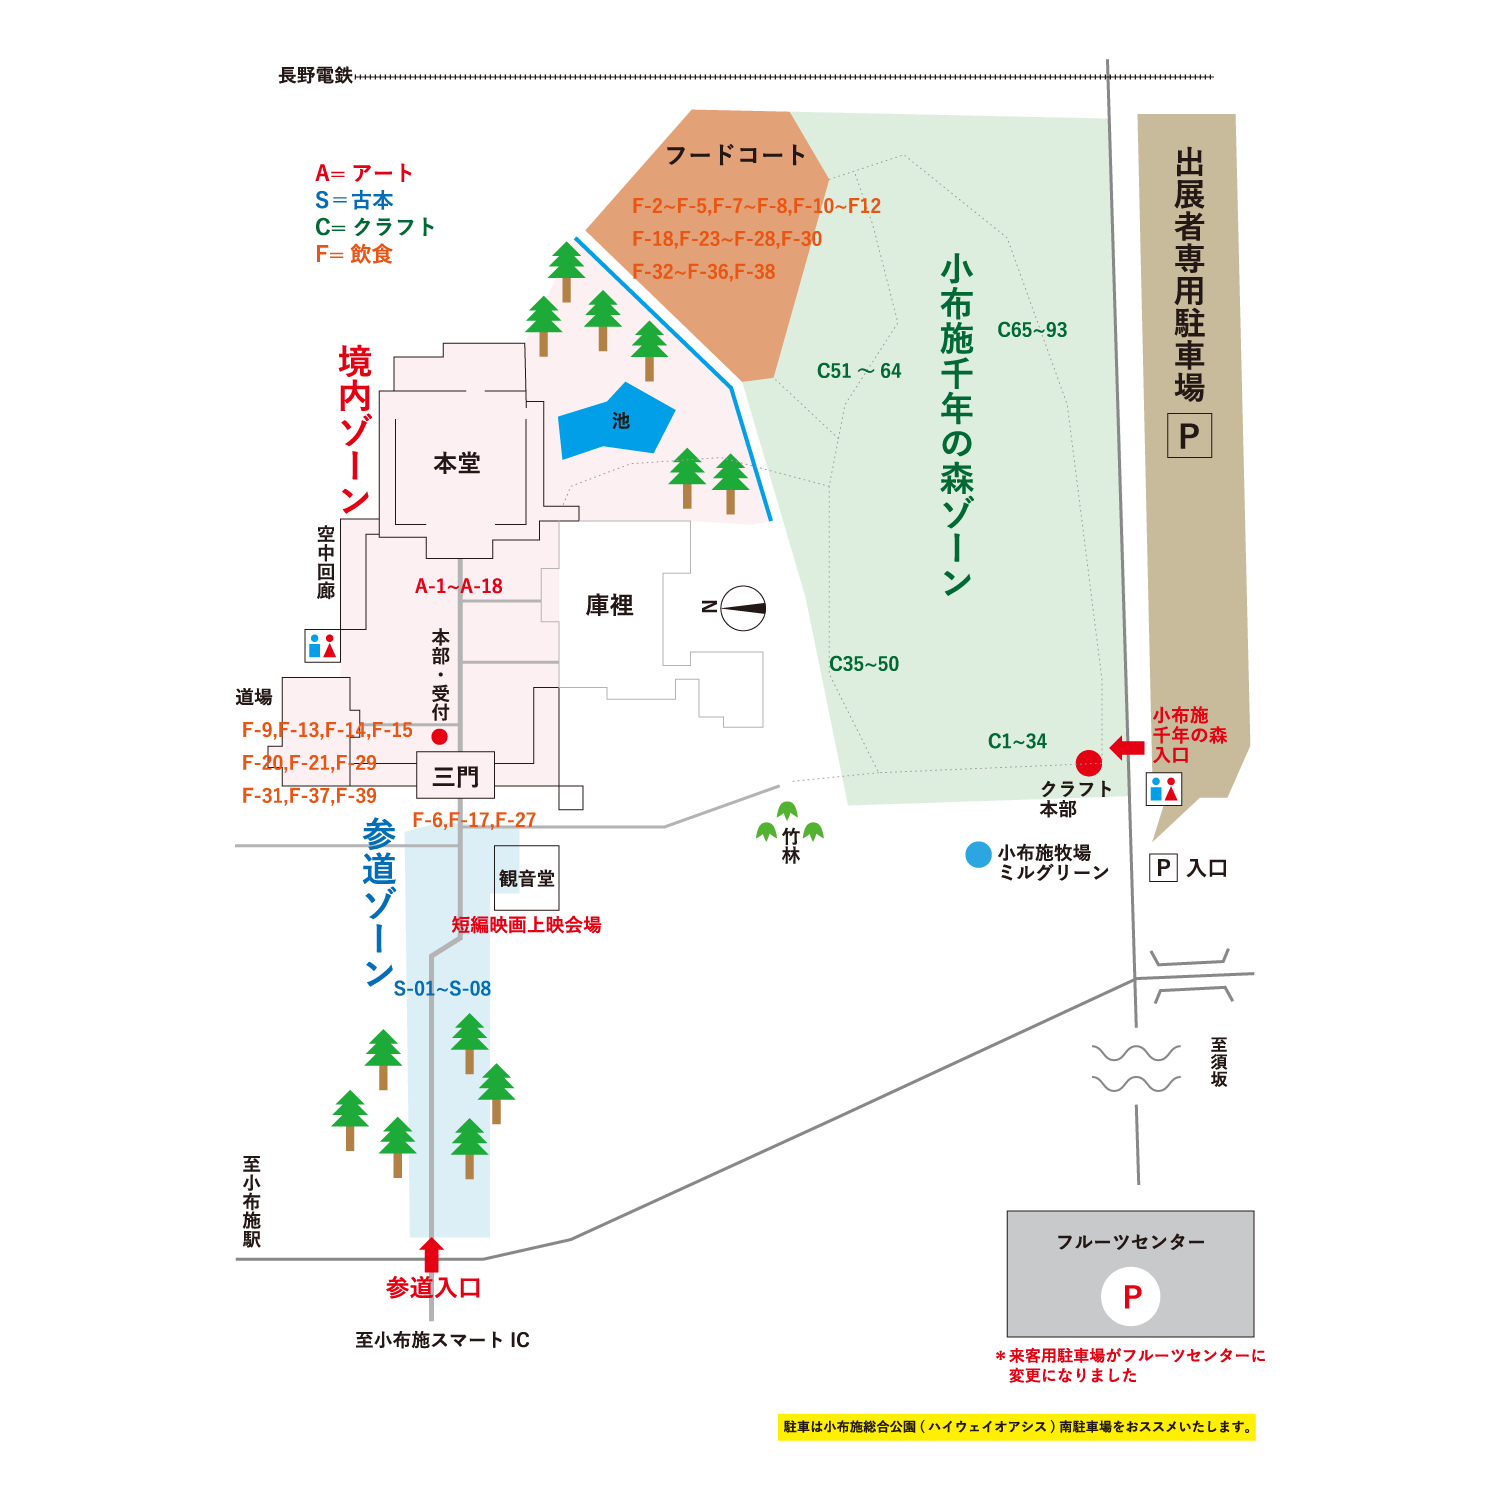 長野電鉄
A= アート
S=古本
C= クラフト
F= 飲食
フードコート
F-2~F-5,F-7~F-8,F-10~F12
F-18,F-23~F-28,F-30
F-32~F-36,F-38
出展者専用駐車場
P
小布施千年の森ゾーン
C65~93
C51 ～ 64
C35~50
C1~34
境内ゾーン
池
本堂
空中回廊
A-1~A-18
庫裡
N
本部・受付
道場
F-9,F-13,F-14,F-15
F-20,F-21,F-29
F-31,F-37,F-39
三門
F-6,F-17,F-27
小布施
千年の森
入口
クラフト
本部
竹林
小布施牧場
ミルグリーン
P 入口
参道ゾーン
観音堂
短編映画上映会場
S-01~S-08
至須坂
至小布施駅
参道入口
至小布施スマート IC
フルーツセンター
P
＊来客用駐車場がフルーツセンターに
変更になりました
駐車は小布施総合公園 ( ハイウェイオアシス ) 南駐車場をおススメいたします。